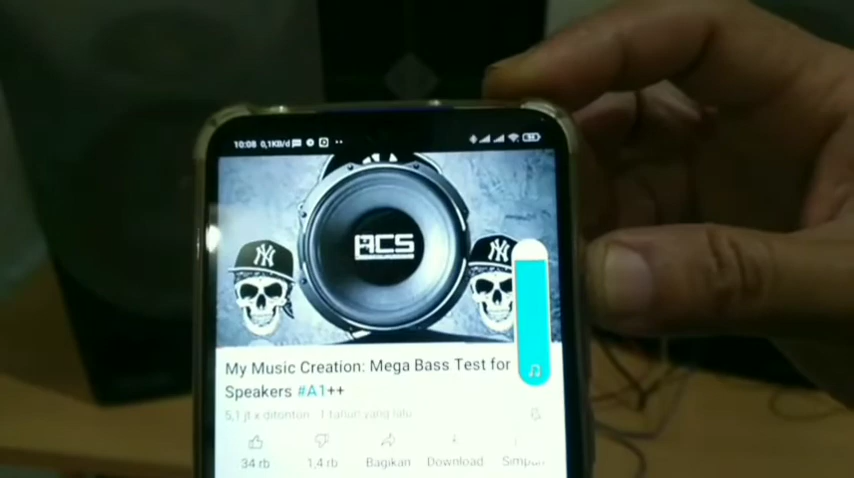 10:08 0,1KB/d
ACS
My Music Creation: Mega Bass Test for
Speakers #A1++
5,1 jt x ditonton · 1 tahun yang lalu
34 rb 1,4 rb Bagikan Download Simpan